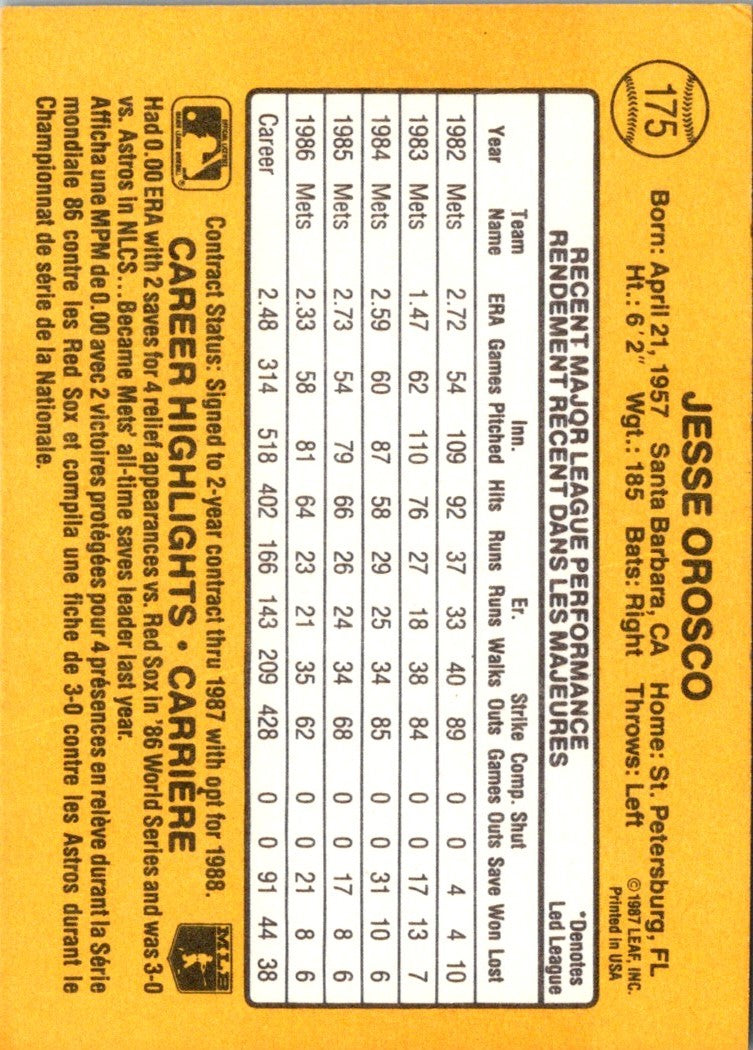 175
JESSE OROSCO
Born: April 21, 1957 Santa Barbara, CA Home: St. Petersburg, FL
Ht.: 6'2" Wgt.: 185 Bats: Right Throws: Left
©1987 LEAF, INC.
Printed in USA
RECENT MAJOR LEAGUE PERFORMANCE
RENDEMENT RECENT DANS LES MAJEURES
*Denotes
Led League
Team Inn. Er. Strike Comp. Shut
Year Name ERA Games Pitched Hits Runs Runs Walks Outs Games Outs Save Won Lost
1982 Mets 2.72 54 109 92 37 33 40 89 0 0 4 4 10
1983 Mets 1.47 62 110 76 27 18 38 84 0 0 17 13 7
1984 Mets 2.59 60 87 58 29 25 34 85 0 0 31 10 6
1985 Mets 2.73 54 79 66 26 24 34 68 0 0 17 8 6
1986 Mets 2.33 58 81 64 23 21 35 62 0 0 21 8 6
Career 2.48 314 518 402 166 143 209 428 0 0 91 44 38
Contract Status: Signed to 2-year contract thru 1987 with opt for 1988.
CAREER HIGHLIGHTS • CARRIERE
MLB
Had 0.00 ERA with 2 saves for 4 relief appearances vs. Red Sox in '86 World Series and was 3-0
vs. Astros in NLCS... Became Mets' all-time saves leader last year.
Afficha une MPM de 0.00 avec 2 victoires protégées pour 4 présences en relève durant la Série
mondiale 86 contre les Red Sox et compila une fiche de 3-0 contre les Astros durant le
Championnat de série de la Nationale.